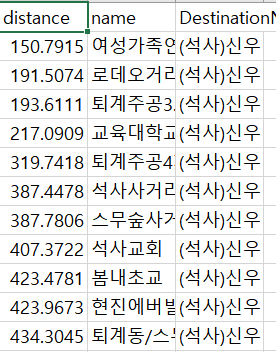 distance name Destination
150.7915 여성가족 (석사)신우
191.5074 로데오거리 (석사)신우
193.6111 퇴계주공3 (석사)신우
217.0909 교육대학교 (석사)신우
319.7418 퇴계주공4 (석사)신우
387.4478 석사사거리 (석사)신우
387.7806 스무숲사거 (석사)신우
407.3722 석사교회 (석사)신우
423.4781 봄내초교 (석사)신우
423.9673 현진에버빌 (석사)신우
434.3045 퇴계동/스무 (석사)신우